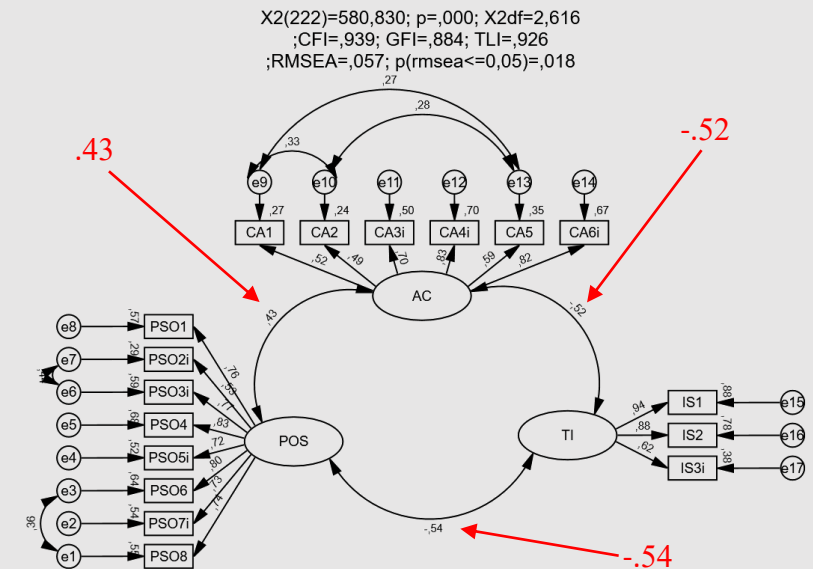 X2(222)=580,830; p=,000; X2df=2,616
;CFI=,939; GFI=,884; TLI=,926
;RMSEA=,057; p(rmsea<=0,05)=,018
,27
,28
,33
.43
-.52
e9 e10 e11 e12 e13 e14
,27 ,24 ,50 ,70 ,35 ,67
CA1 CA2 CA3i CA4i CA5 CA6i
,52 ,49 ,70 ,83 ,59 ,82
AC
,43
-,52
e8 ,57 PSO1
e7 ,29 PSO2i
e6 ,59 PSO3i
e5 PSO4
e4 ,52 PSO5i
e3 ,64 PSO6
e2 ,54 PSO7i
e1 PSO8
,36
,76
,53
,77
,83
,72
,80
,73
,74
POS
TI
,94 IS1 ,88 e15
,88 IS2 ,78 e16
,62 IS3i ,38 e17
-,54
-.54